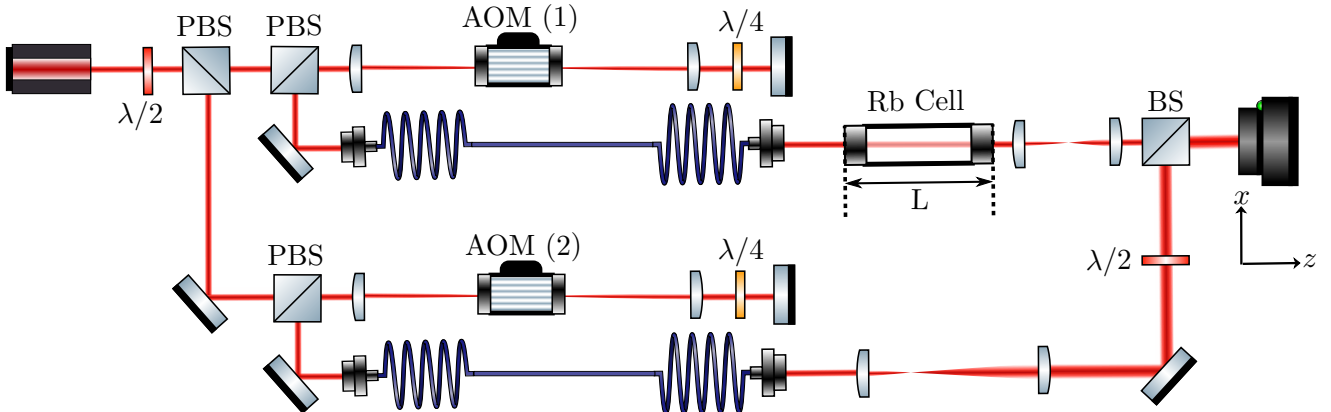 PBS
PBS
AOM (1)
λ/4
λ/2
Rb Cell
BS
L
x
z
λ/2
PBS
AOM (2)
λ/4